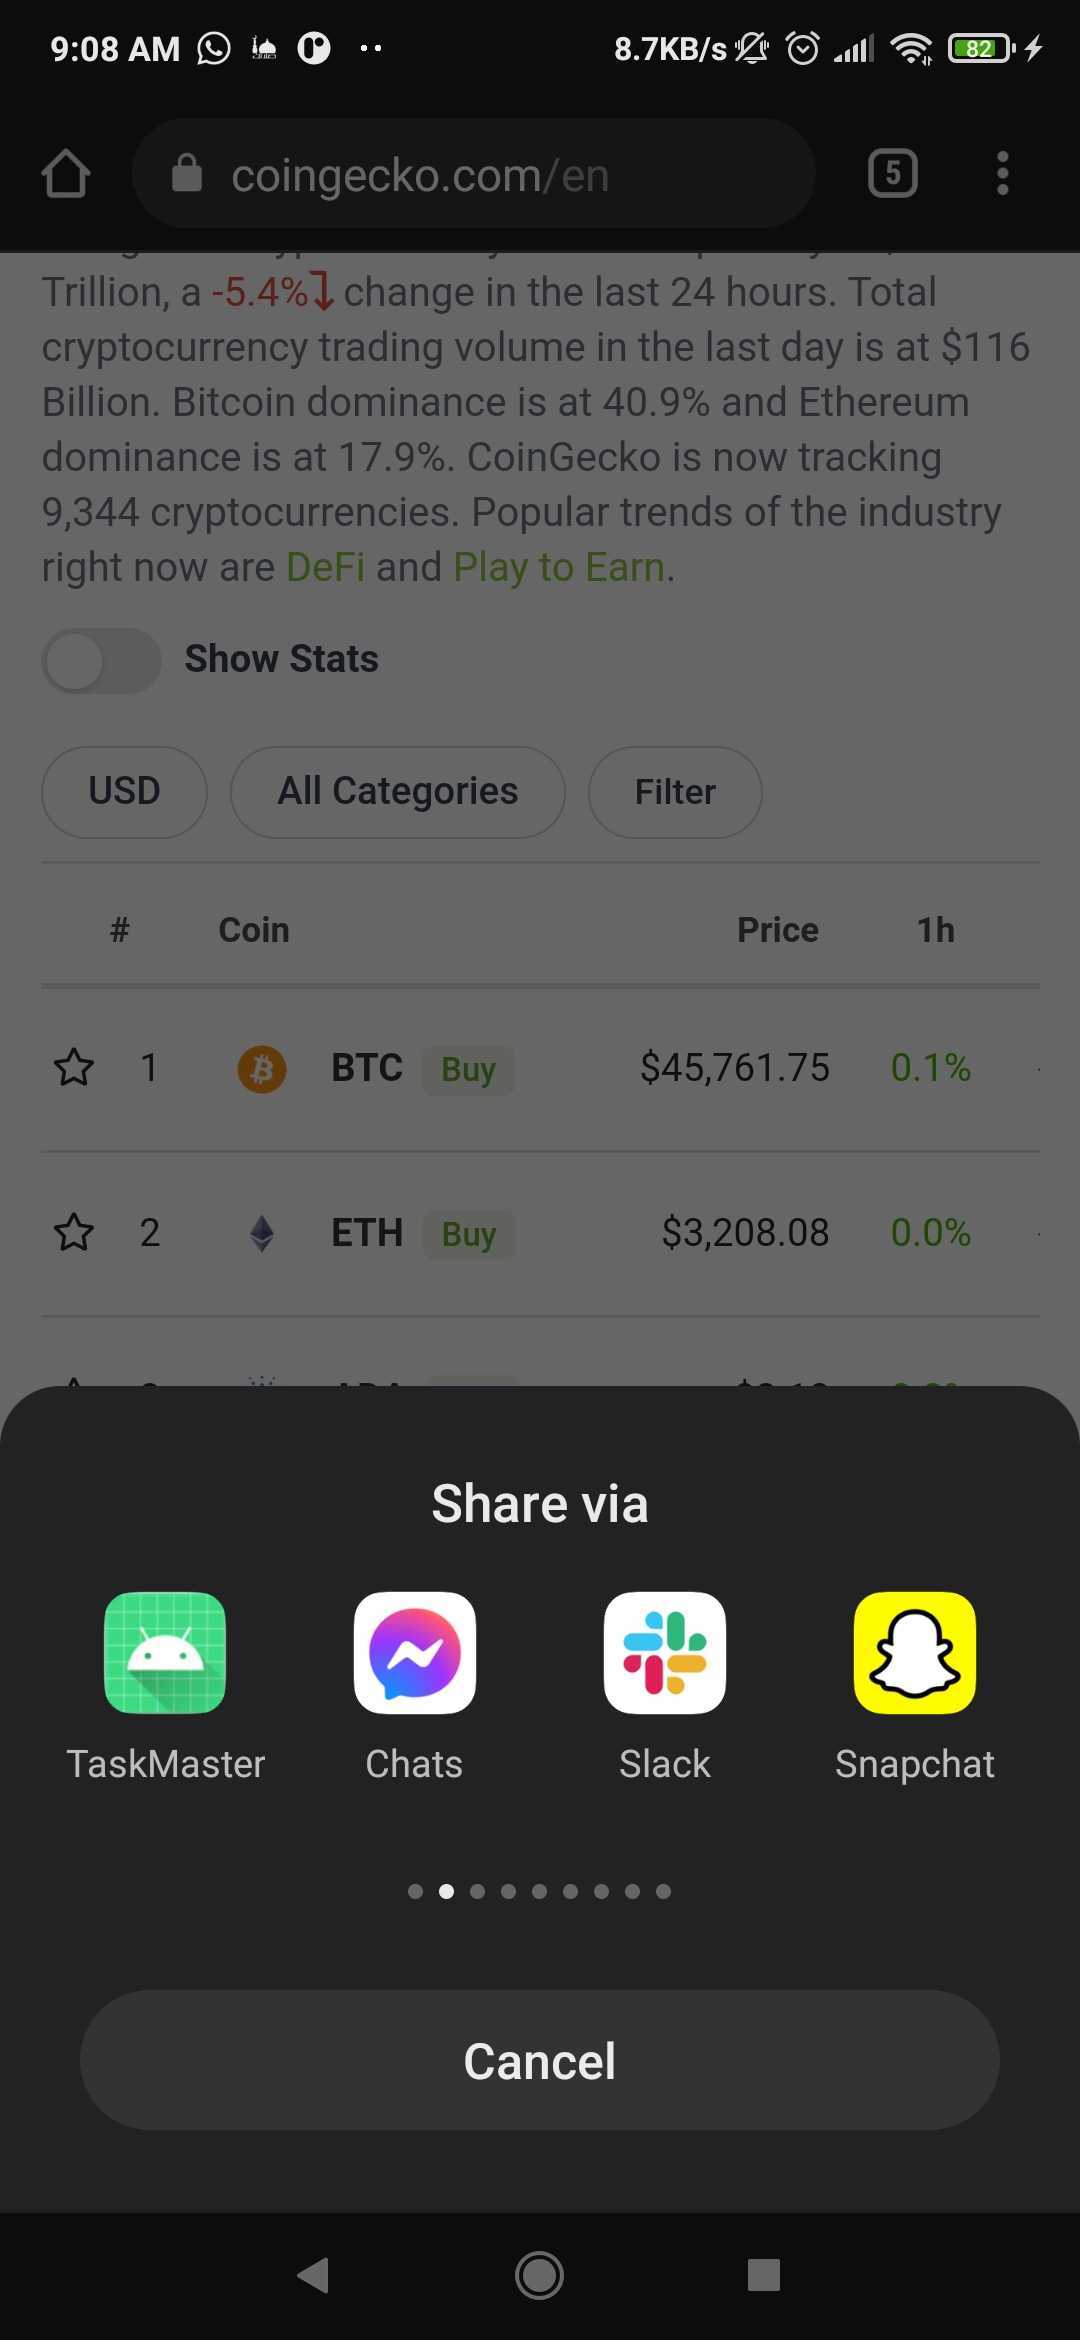 9:08 AM 8.7KB/s 82
coingecko.com/en 5
Trillion, a -5.4% change in the last 24 hours. Total
cryptocurrency trading volume in the last day is at $116
Billion. Bitcoin dominance is at 40.9% and Ethereum
dominance is at 17.9%. CoinGecko is now tracking
9,344 cryptocurrencies. Popular trends of the industry
right now are DeFi and Play to Earn.
Show Stats
USD All Categories Filter
# Coin Price 1h
1 BTC Buy $45,761.75 0.1%
2 ETH Buy $3,208.08 0.0%
Share via
TaskMaster Chats Slack Snapchat
Cancel